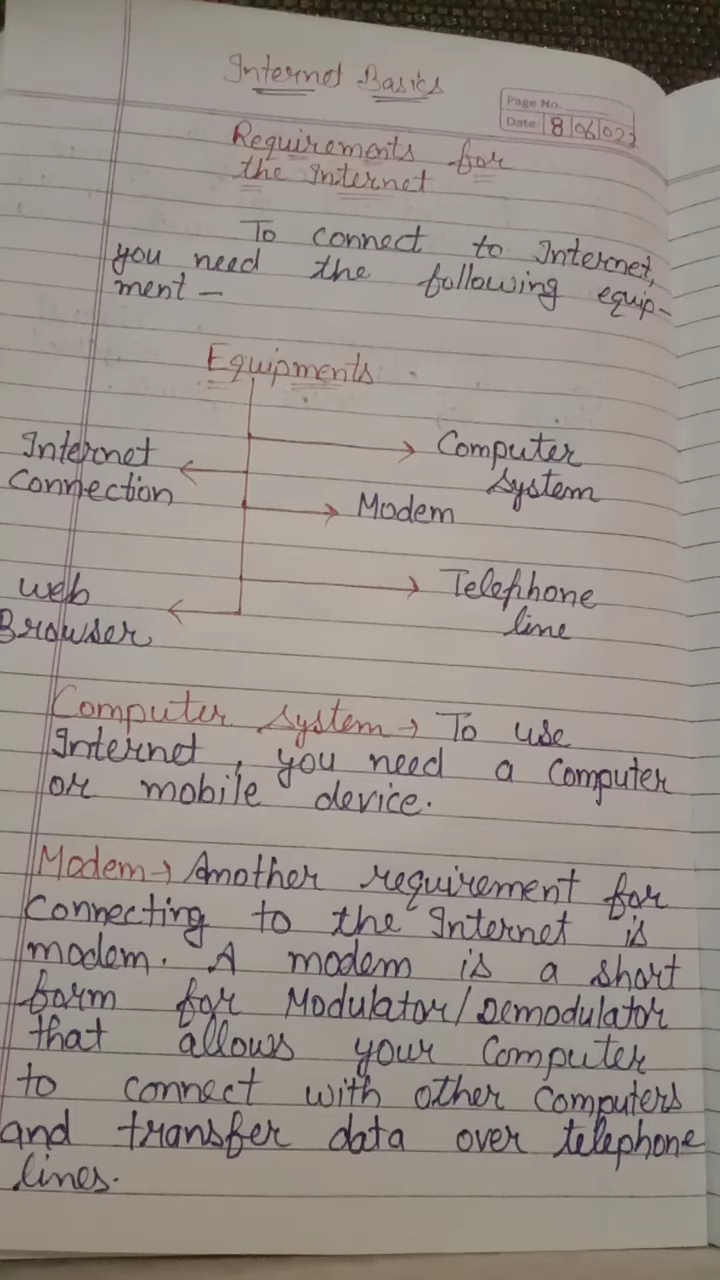 Internet Basics
Page No.
Date: 8/06/022
Requirements for
the Internet
To connect to Internet,
you need the following equip-
ment –
Equipments
Internet
Connection
Computer
System
Modem
Web
Browser
Telephone
line
Computer System → To use
Internet, you need a Computer
or mobile device.
Modem → Another requirement for
connecting to the Internet is
modem. A modem is a short
form for Modulator/Demodulator
that allows your Computer
to connect with other Computers
and transfer data over telephone
lines.